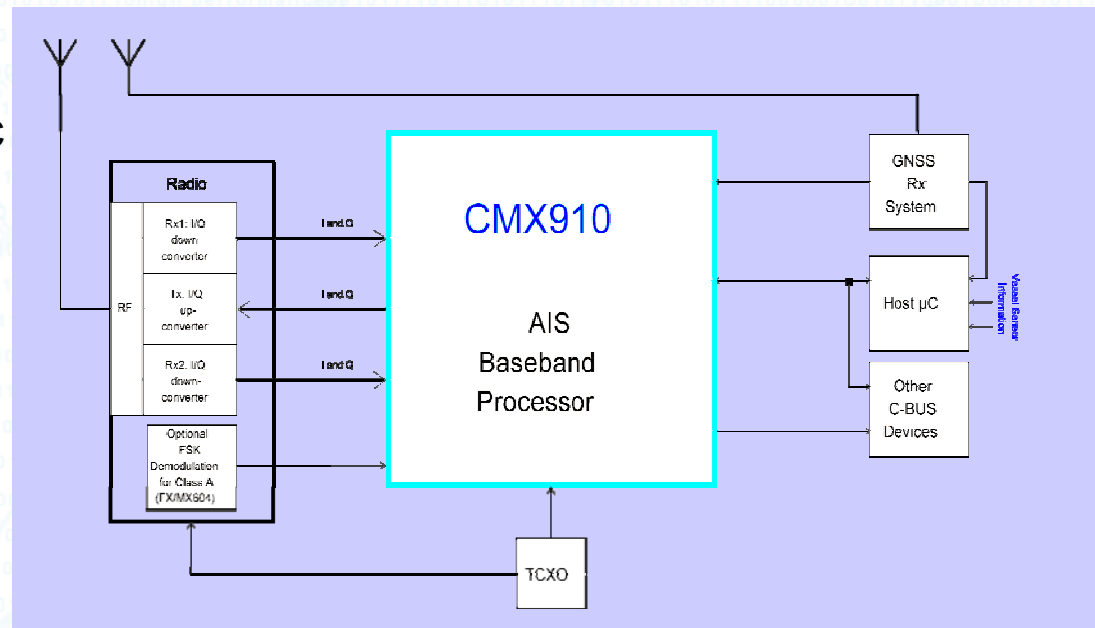 Radio
RF
Rx1: I/Q
down
converter
Tx. I/Q
up-
converter
Rx2. I/Q
down-
converter
Optional
FSK
Demodulation
for Class A
(FX/MX604)
I and Q
I and Q
I and Q
CMX910
AIS
Baseband
Processor
TCXO
GNSS
Rx
System
Host µC
Vessel Sensor
Information
Other
C-BUS
Devices